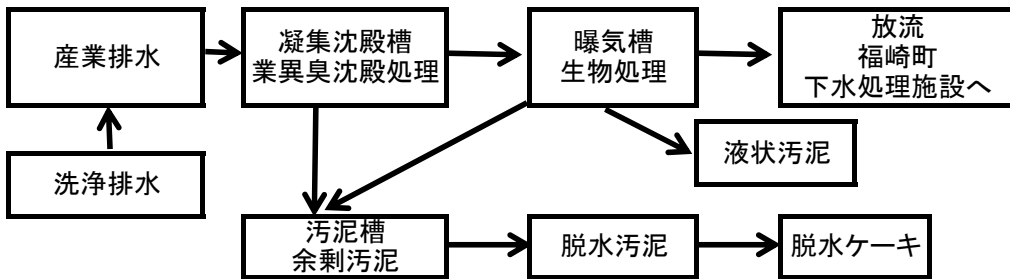 産業排水
凝集沈殿槽
業異臭沈殿処理
曝気槽
生物処理
放流
福崎町
下水処理施設へ
洗浄排水
液状汚泥
汚泥槽
余剰汚泥
脱水汚泥
脱水ケーキ